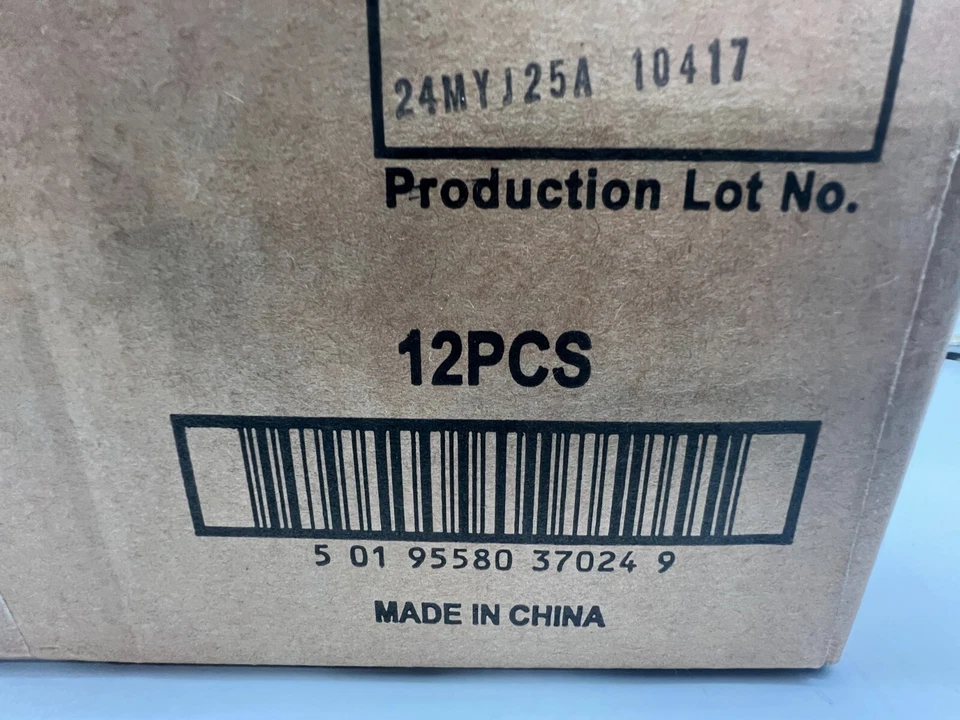 24MYJ25A 10417
Production Lot No.
12PCS
5 01 95580 37024 9
MADE IN CHINA